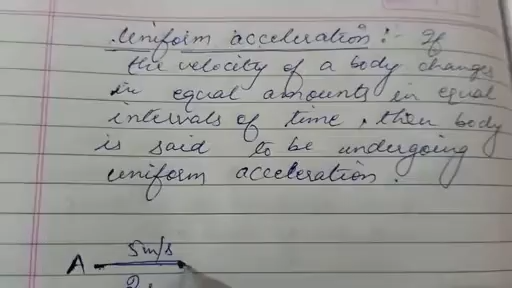 Uniform acceleration :- If
the velocity of a body changes
in equal amounts in equal
intervals of time, then body
is said to be undergoing
uniform acceleration.
5m/s
A